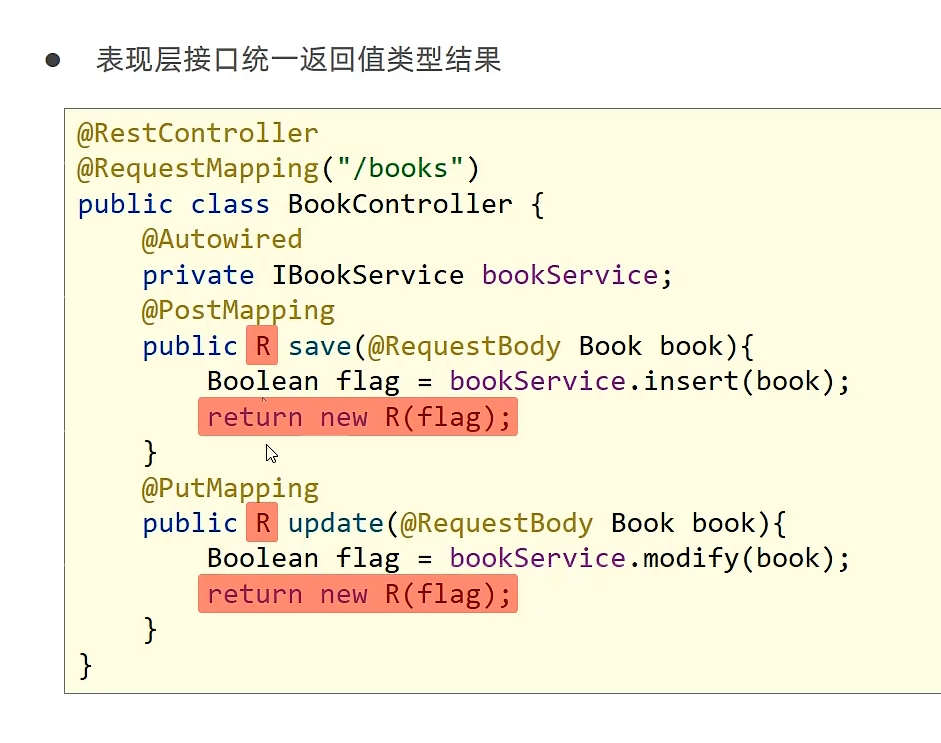 ● 表现层接口统一返回值类型结果
@RestController
@RequestMapping("/books")
public class BookController {
    @Autowired
    private IBookService bookService;
    @PostMapping
    public R save(@RequestBody Book book){
        Boolean flag = bookService.insert(book);
        return new R(flag);
    }
    @PutMapping
    public R update(@RequestBody Book book){
        Boolean flag = bookService.modify(book);
        return new R(flag);
    }
}